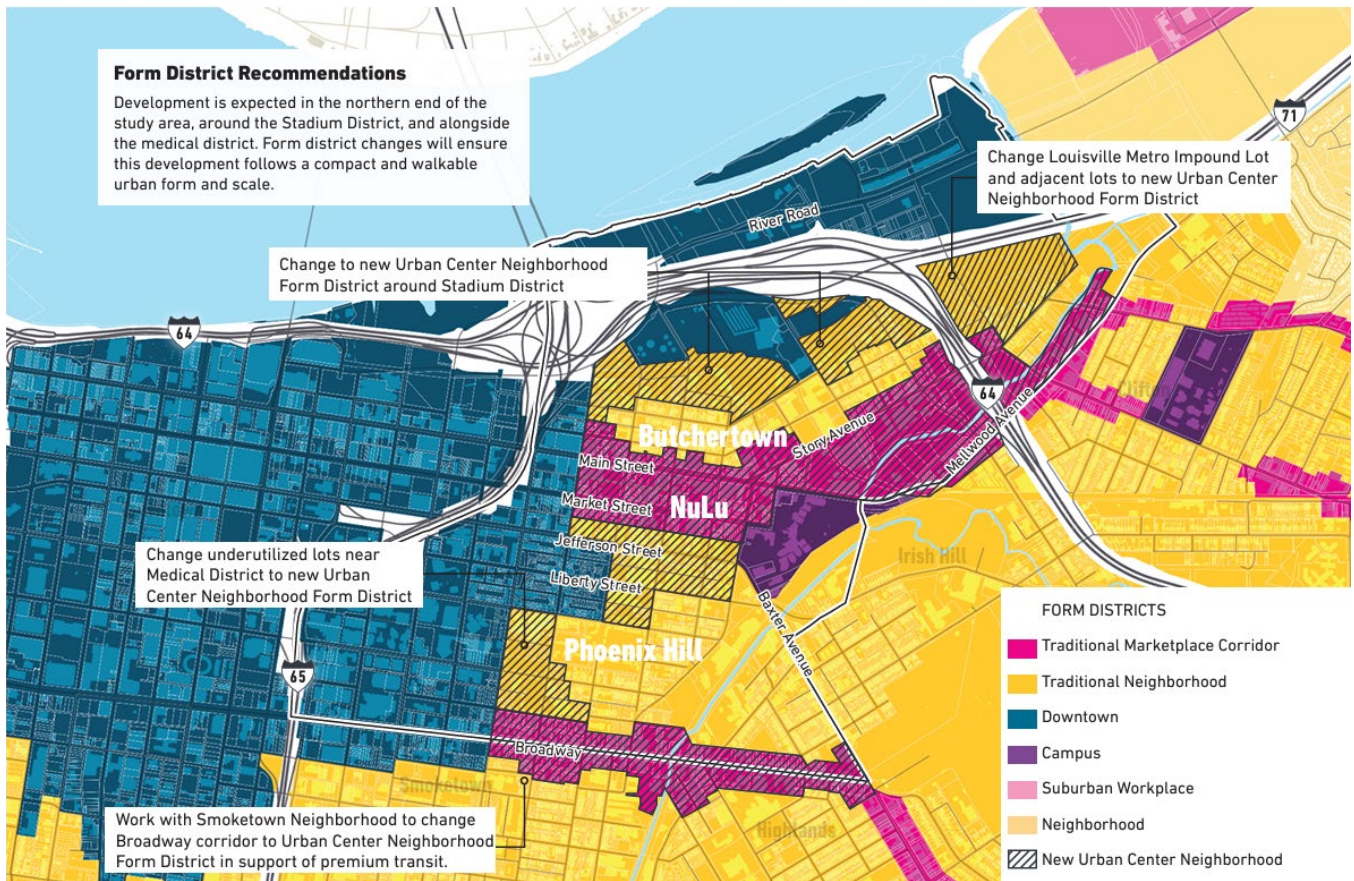 Form District Recommendations
Development is expected in the northern end of the
study area, around the Stadium District, and alongside
the medical district. Form district changes will ensure
this development follows a compact and walkable
urban form and scale.
71
Change Louisville Metro Impound Lot
and adjacent lots to new Urban Center
Neighborhood Form District
River Road
Change to new Urban Center Neighborhood
Form District around Stadium District
64
64
Clifton
Butchertown
Story Avenue
Mellwood Avenue
Main Street
Market Street
NuLu
Jefferson Street
Liberty Street
Irish Hill
Change underutilized lots near
Medical District to new Urban
Center Neighborhood Form District
Baxter Avenue
Phoenix Hill
65
Broadway
Smoketown
Highlands
Work with Smoketown Neighborhood to change
Broadway corridor to Urban Center Neighborhood
Form District in support of premium transit.
FORM DISTRICTS
Traditional Marketplace Corridor
Traditional Neighborhood
Downtown
Campus
Suburban Workplace
Neighborhood
New Urban Center Neighborhood